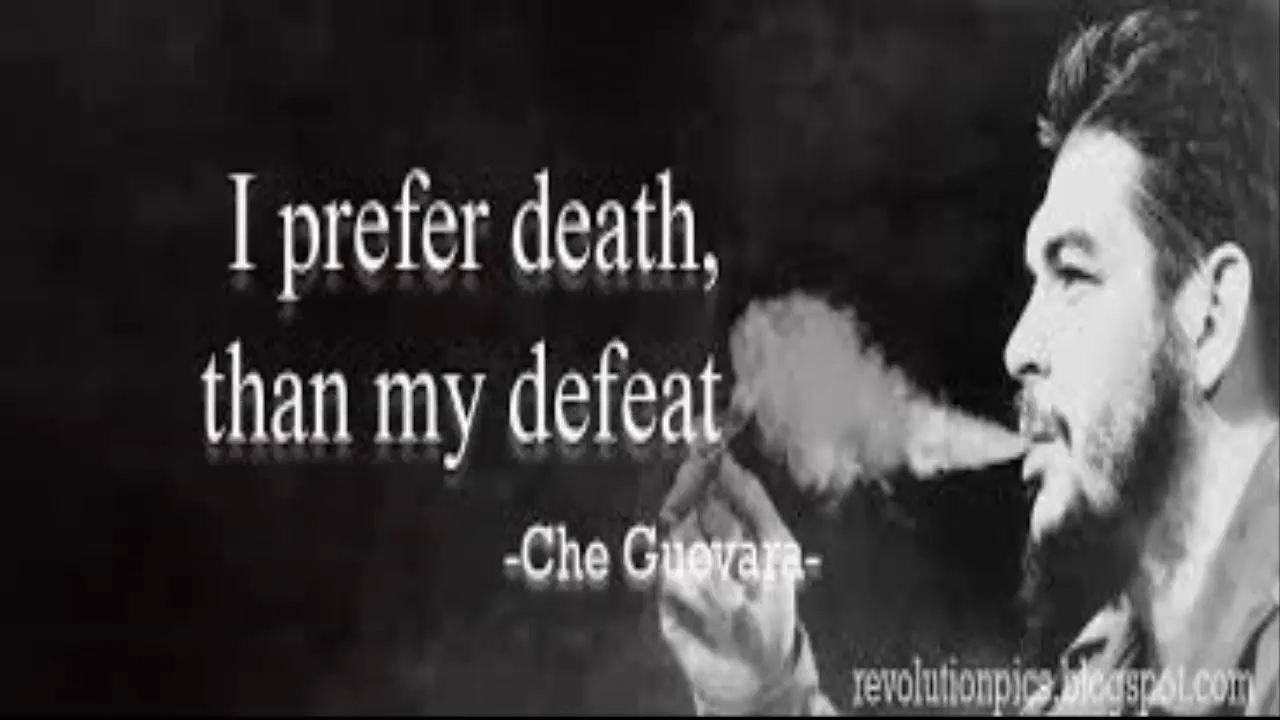 I prefer death,
than my defeat
-Che Guevara-
revolutionpics.blogspot.com